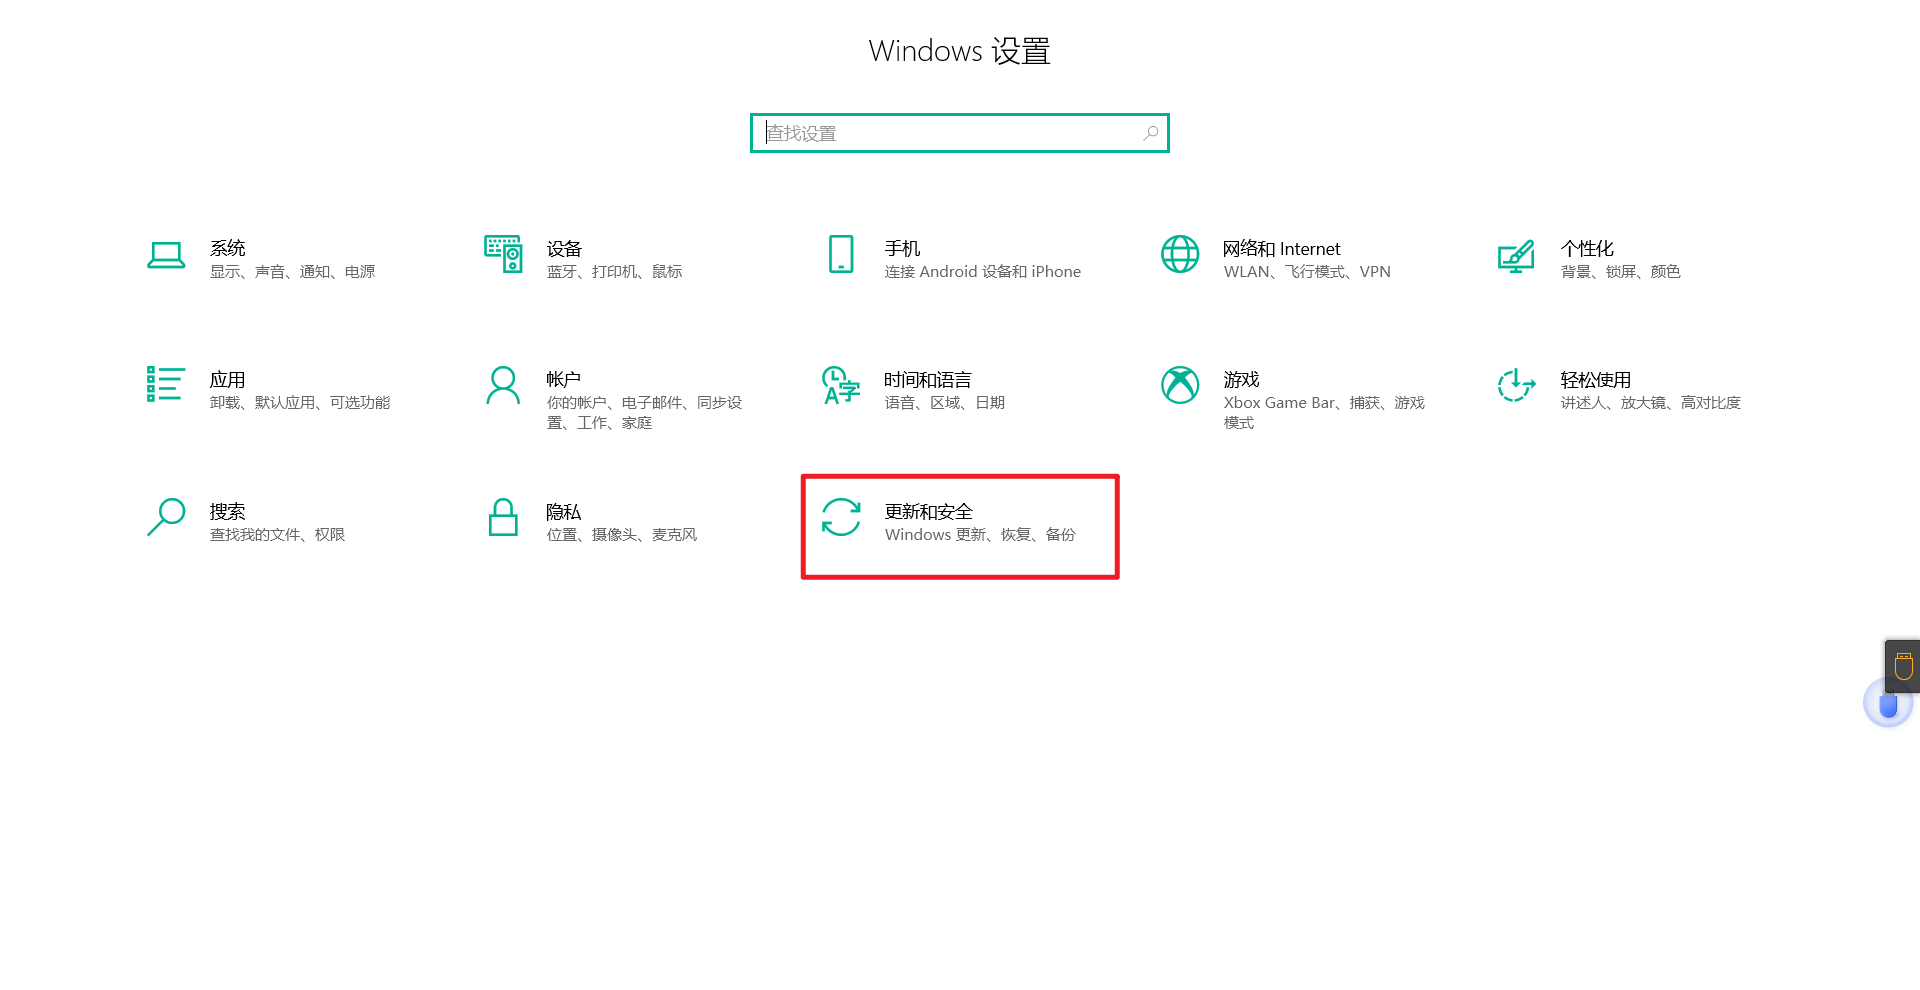 Windows 设置
查找设置
系统
显示、声音、通知、电源
设备
蓝牙、打印机、鼠标
手机
连接 Android 设备和 iPhone
网络和 Internet
WLAN、飞行模式、VPN
个性化
背景、锁屏、颜色
应用
卸载、默认应用、可选功能
帐户
你的帐户、电子邮件、同步设
置、工作、家庭
时间和语言
语音、区域、日期
游戏
Xbox Game Bar、捕获、游戏
模式
轻松使用
讲述人、放大镜、高对比度
搜索
查找我的文件、权限
隐私
位置、摄像头、麦克风
更新和安全
Windows 更新、恢复、备份